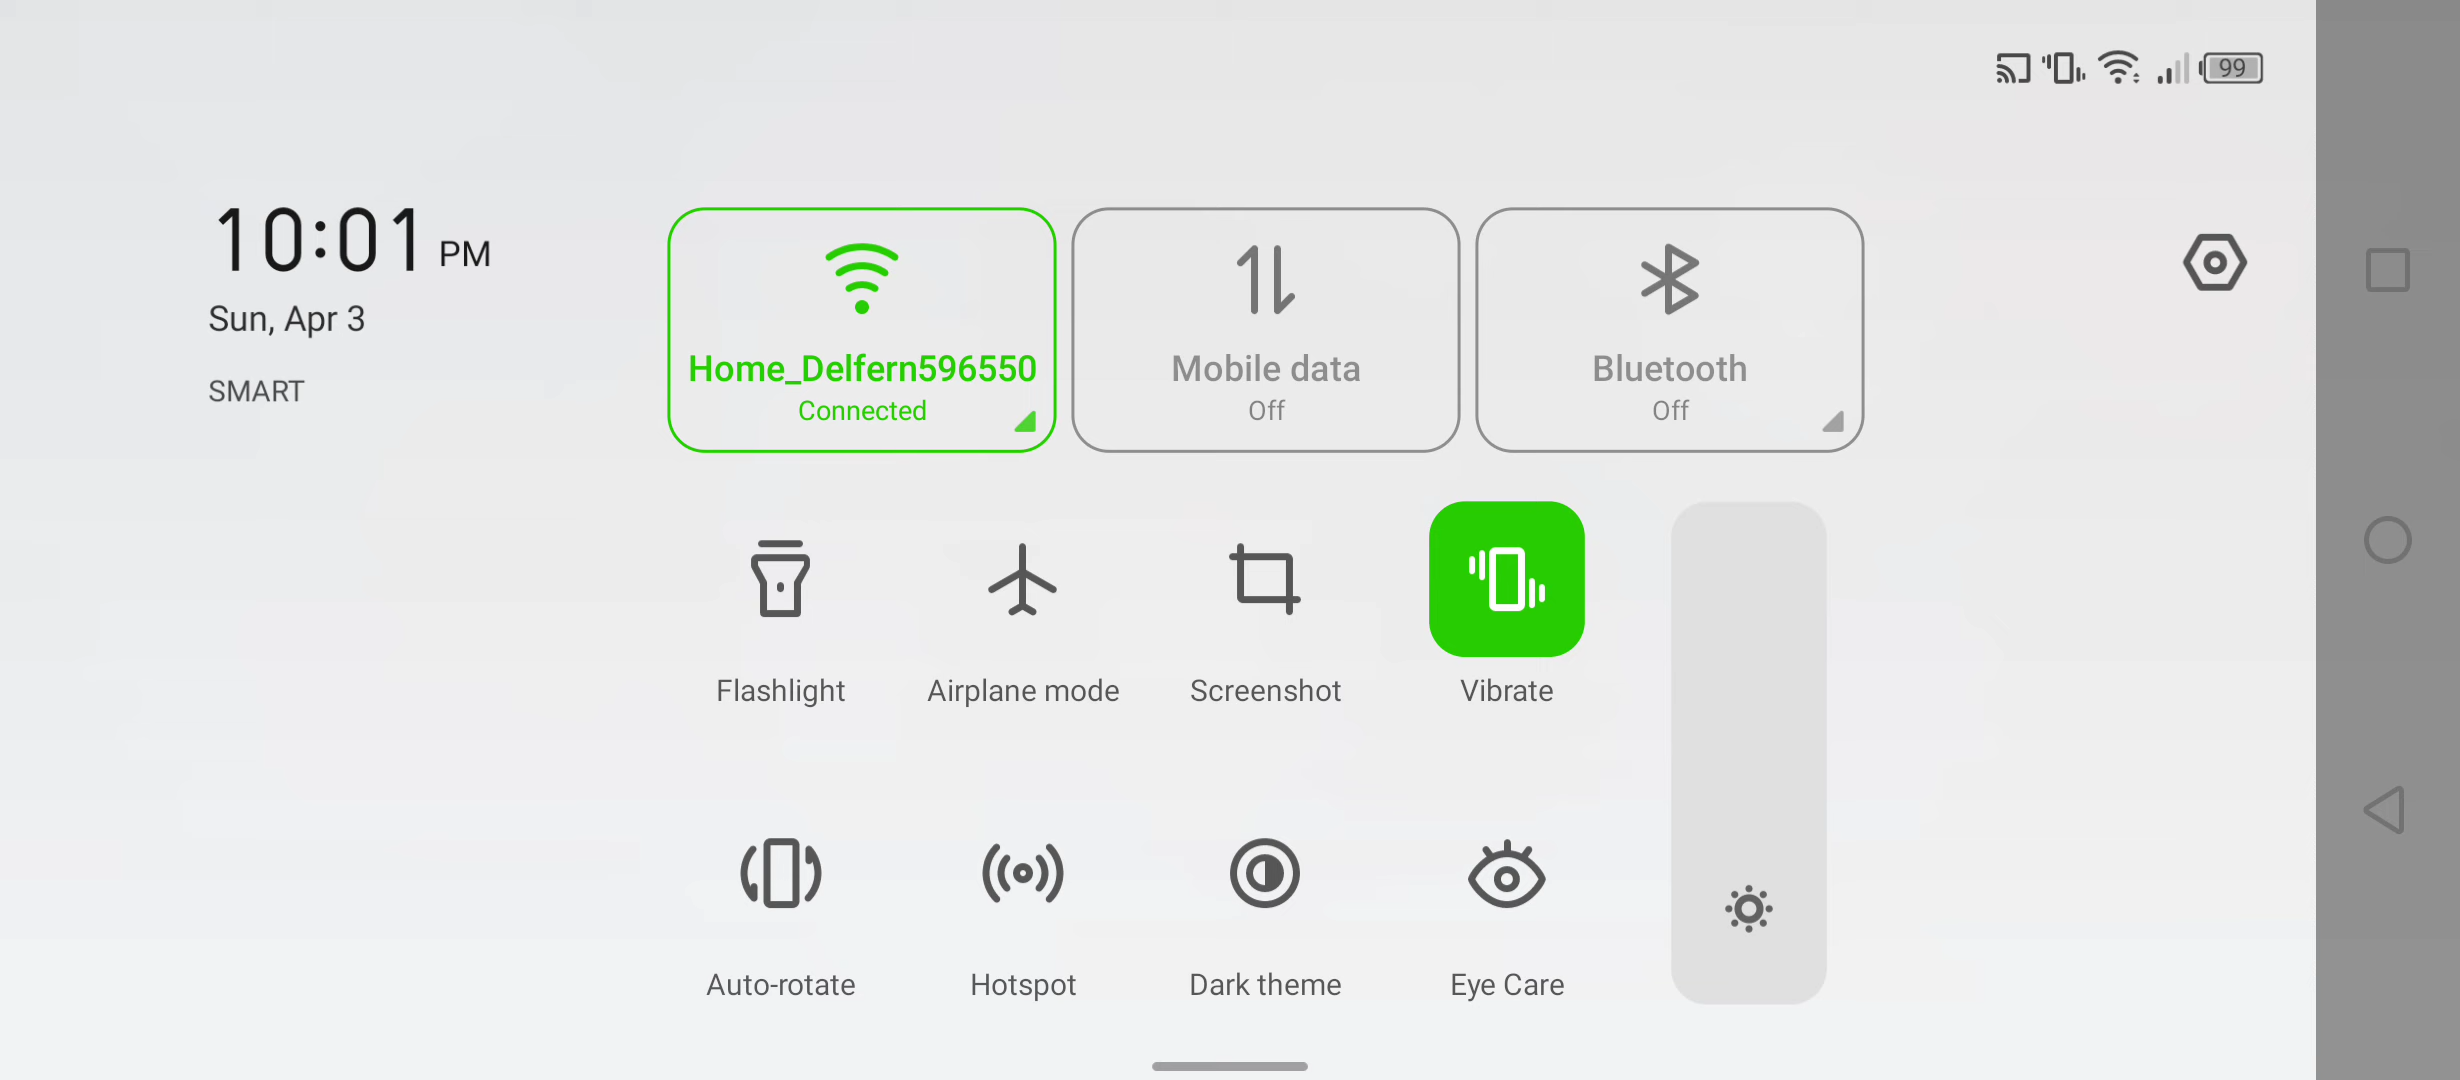 99
10:01 PM
Sun, Apr 3
SMART
Home_Delfern596550
Connected
Mobile data
Off
Bluetooth
Off
Flashlight
Airplane mode
Screenshot
Vibrate
Auto-rotate
Hotspot
Dark theme
Eye Care